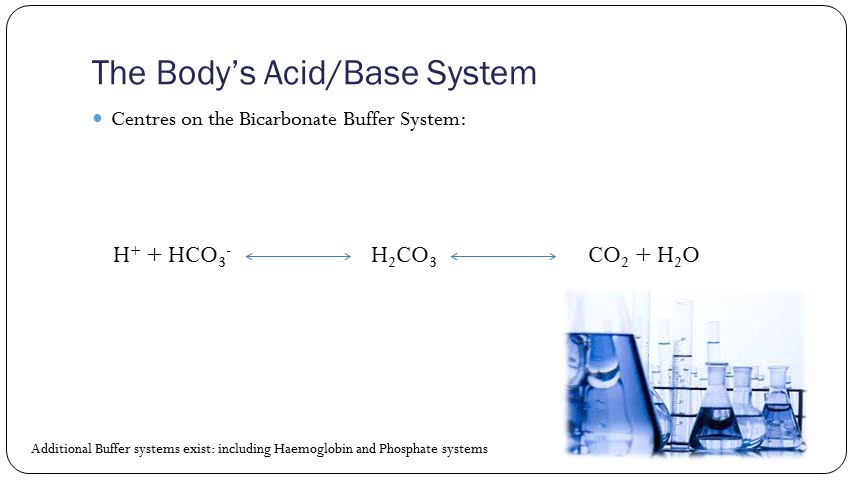 The Body’s Acid/Base System
Centres on the Bicarbonate Buffer System:
H⁺ + HCO₃⁻ ⟷ H₂CO₃ ⟷ CO₂ + H₂O
Additional Buffer systems exist: including Haemoglobin and Phosphate systems